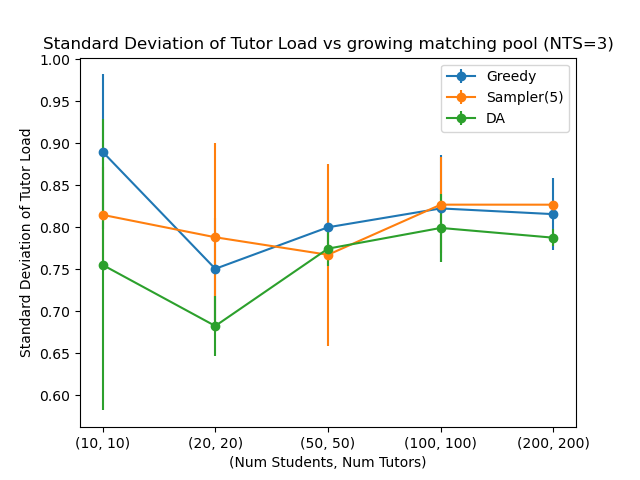 Standard Deviation of Tutor Load vs growing matching pool (NTS=3)
Greedy
Sampler(5)
DA
Standard Deviation of Tutor Load
1.00
0.95
0.90
0.85
0.80
0.75
0.70
0.65
0.60
(10, 10)
(20, 20)
(50, 50)
(100, 100)
(200, 200)
(Num Students, Num Tutors)